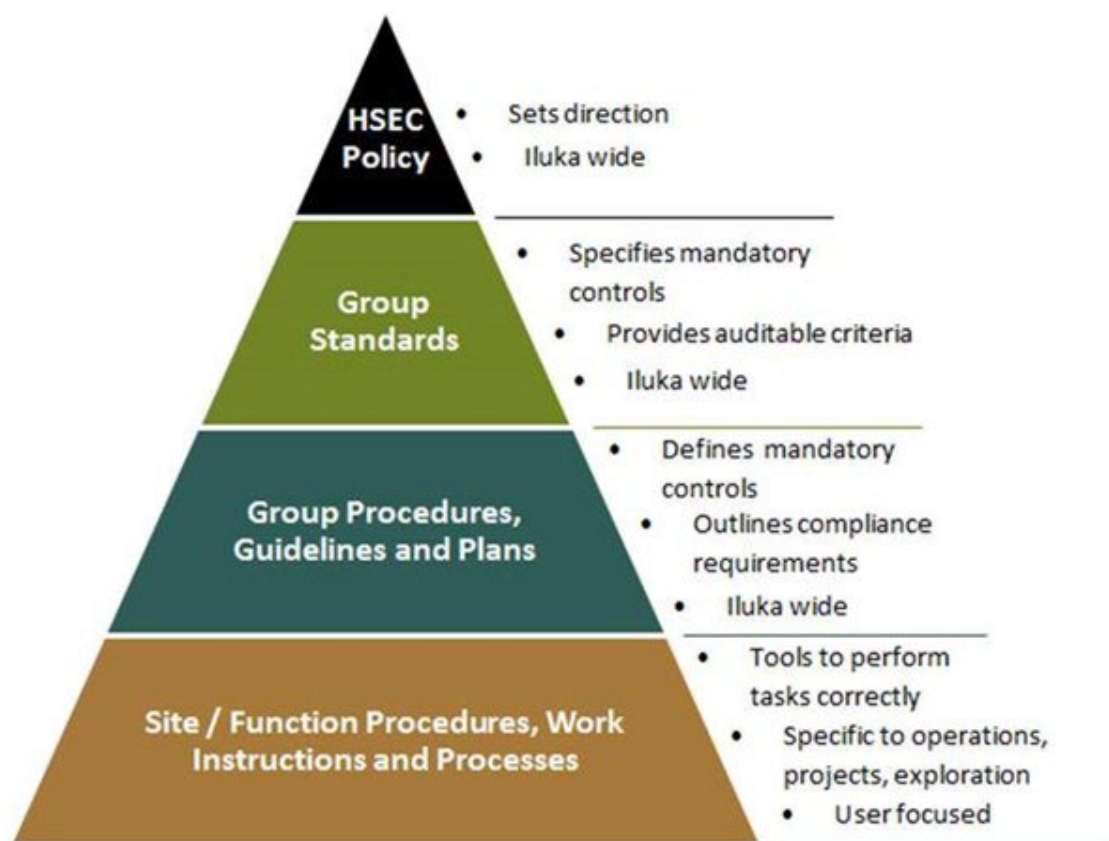 HSEC
Policy
• Sets direction
• Iluka wide
Group
Standards
• Specifies mandatory
controls
• Provides auditable criteria
• Iluka wide
Group Procedures,
Guidelines and Plans
• Defines mandatory
controls
• Outlines compliance
requirements
• Iluka wide
Site / Function Procedures, Work
Instructions and Processes
• Tools to perform
tasks correctly
• Specific to operations,
projects, exploration
• User focused